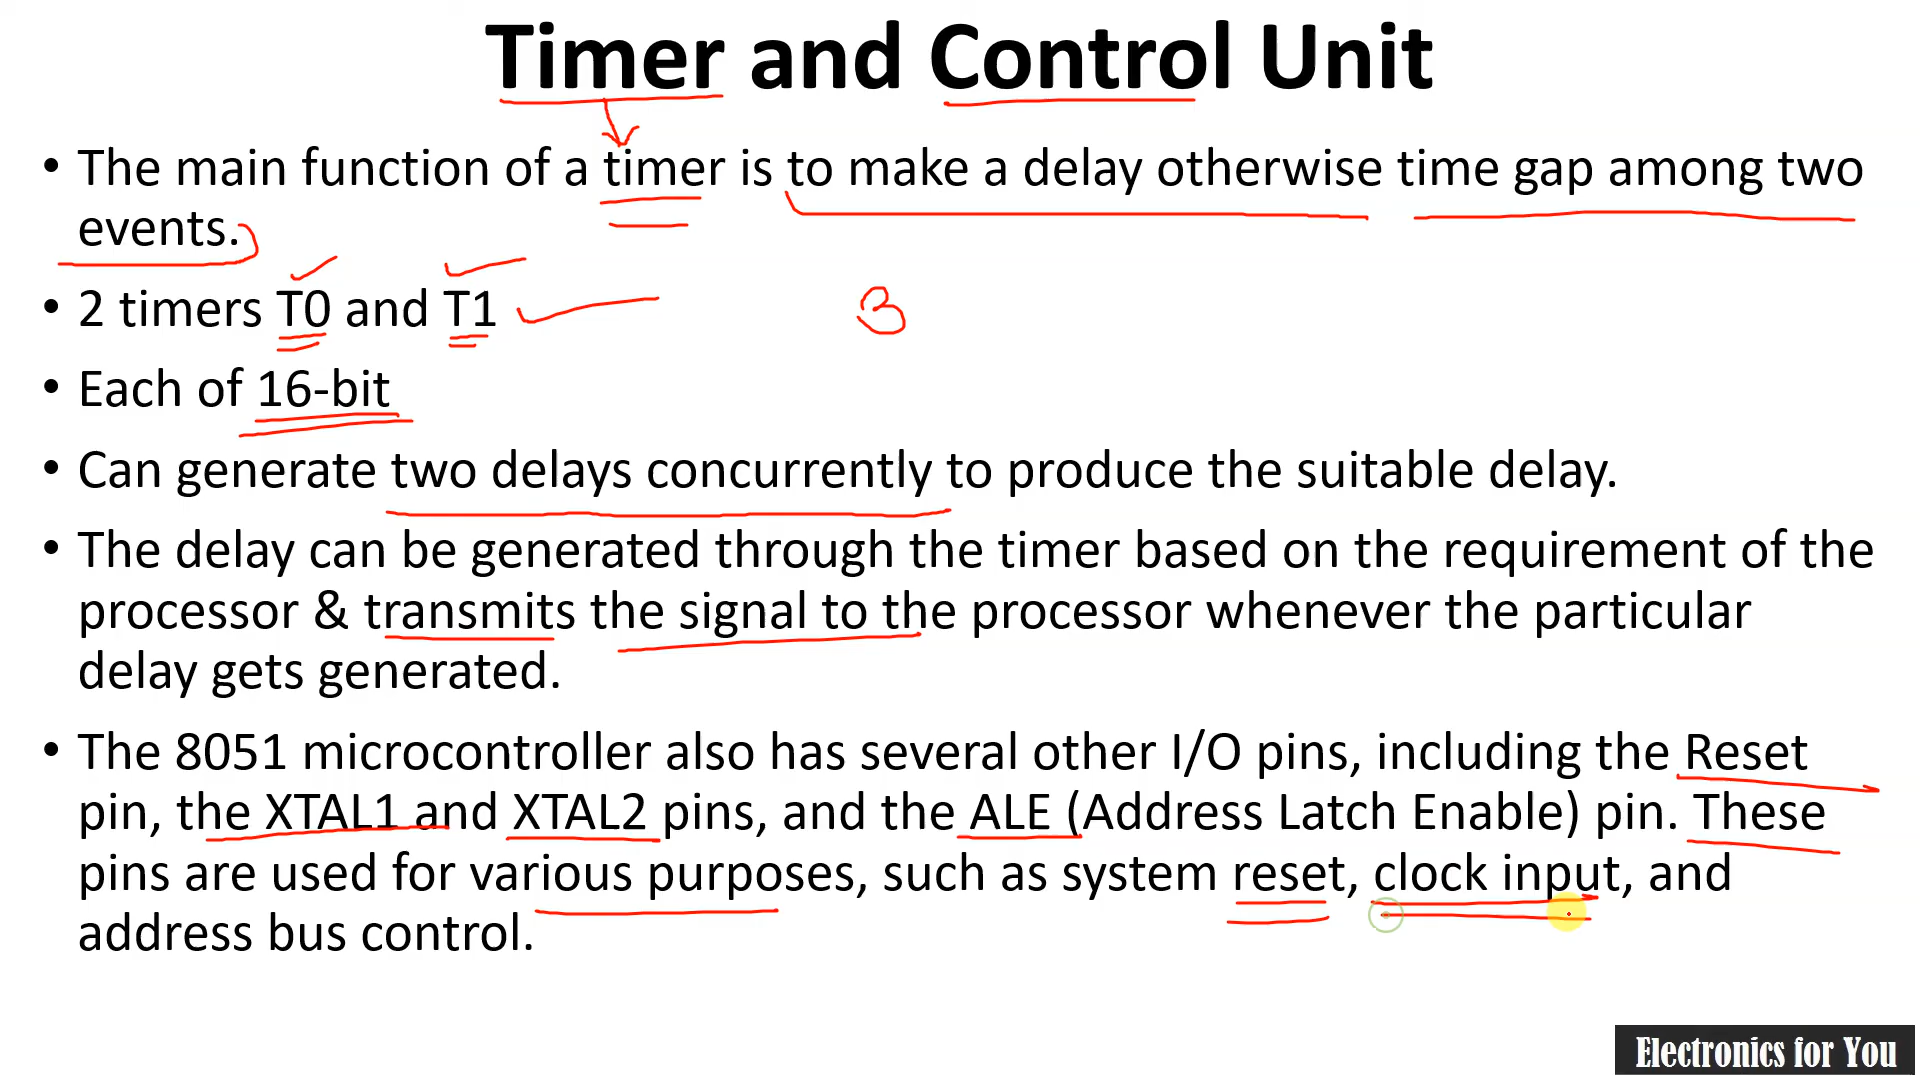 Timer and Control Unit
• The main function of a timer is to make a delay otherwise time gap among two
events.
• 2 timers T0 and T1
3
• Each of 16-bit
• Can generate two delays concurrently to produce the suitable delay.
• The delay can be generated through the timer based on the requirement of the
processor & transmits the signal to the processor whenever the particular
delay gets generated.
• The 8051 microcontroller also has several other I/O pins, including the Reset
pin, the XTAL1 and XTAL2 pins, and the ALE (Address Latch Enable) pin. These
pins are used for various purposes, such as system reset, clock input, and
address bus control.
Electronics for You